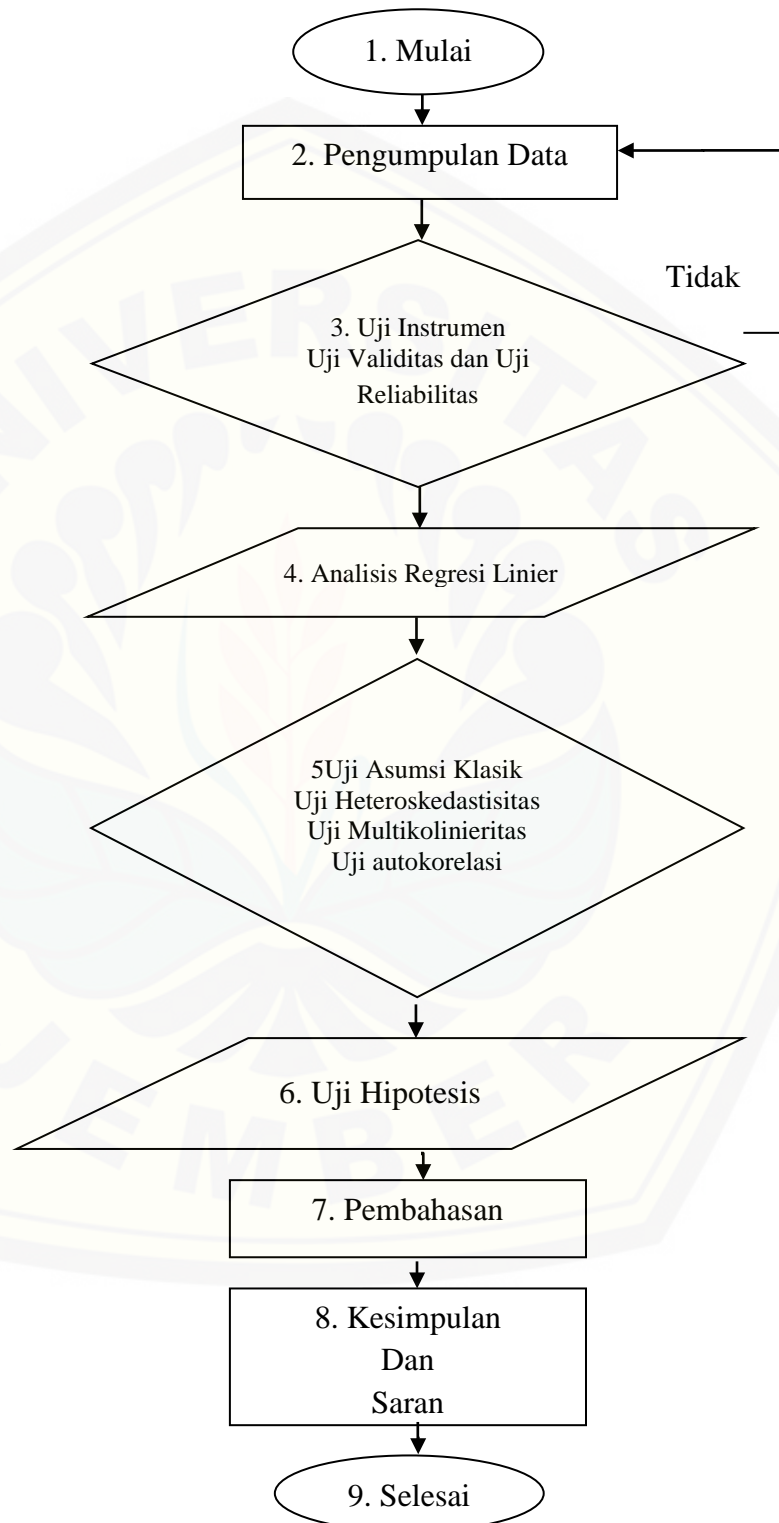 1. Mulai
2. Pengumpulan Data
Tidak
3. Uji Instrumen
Uji Validitas dan Uji
Reliabilitas
4. Analisis Regresi Linier
5Uji Asumsi Klasik
Uji Heteroskedastisitas
Uji Multikolinieritas
Uji autokorelasi
6. Uji Hipotesis
7. Pembahasan
8. Kesimpulan
Dan
Saran
9. Selesai
UNIVERSITAS
JEMBER